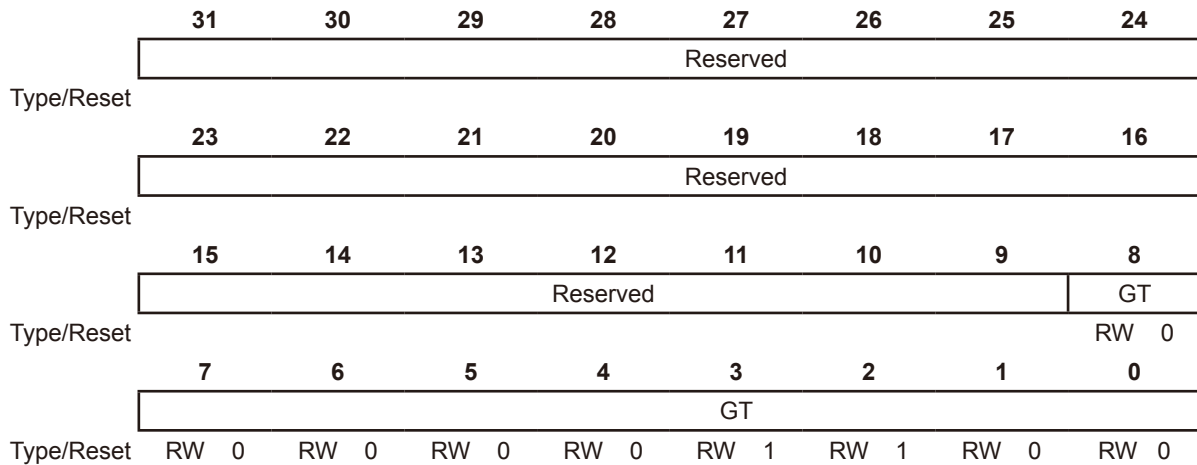 31 30 29 28 27 26 25 24
Reserved
Type/Reset
23 22 21 20 19 18 17 16
Reserved
Type/Reset
15 14 13 12 11 10 9 8
Reserved GT
Type/Reset RW 0
7 6 5 4 3 2 1 0
GT
Type/Reset RW 0 RW 0 RW 0 RW 0 RW 1 RW 1 RW 0 RW 0